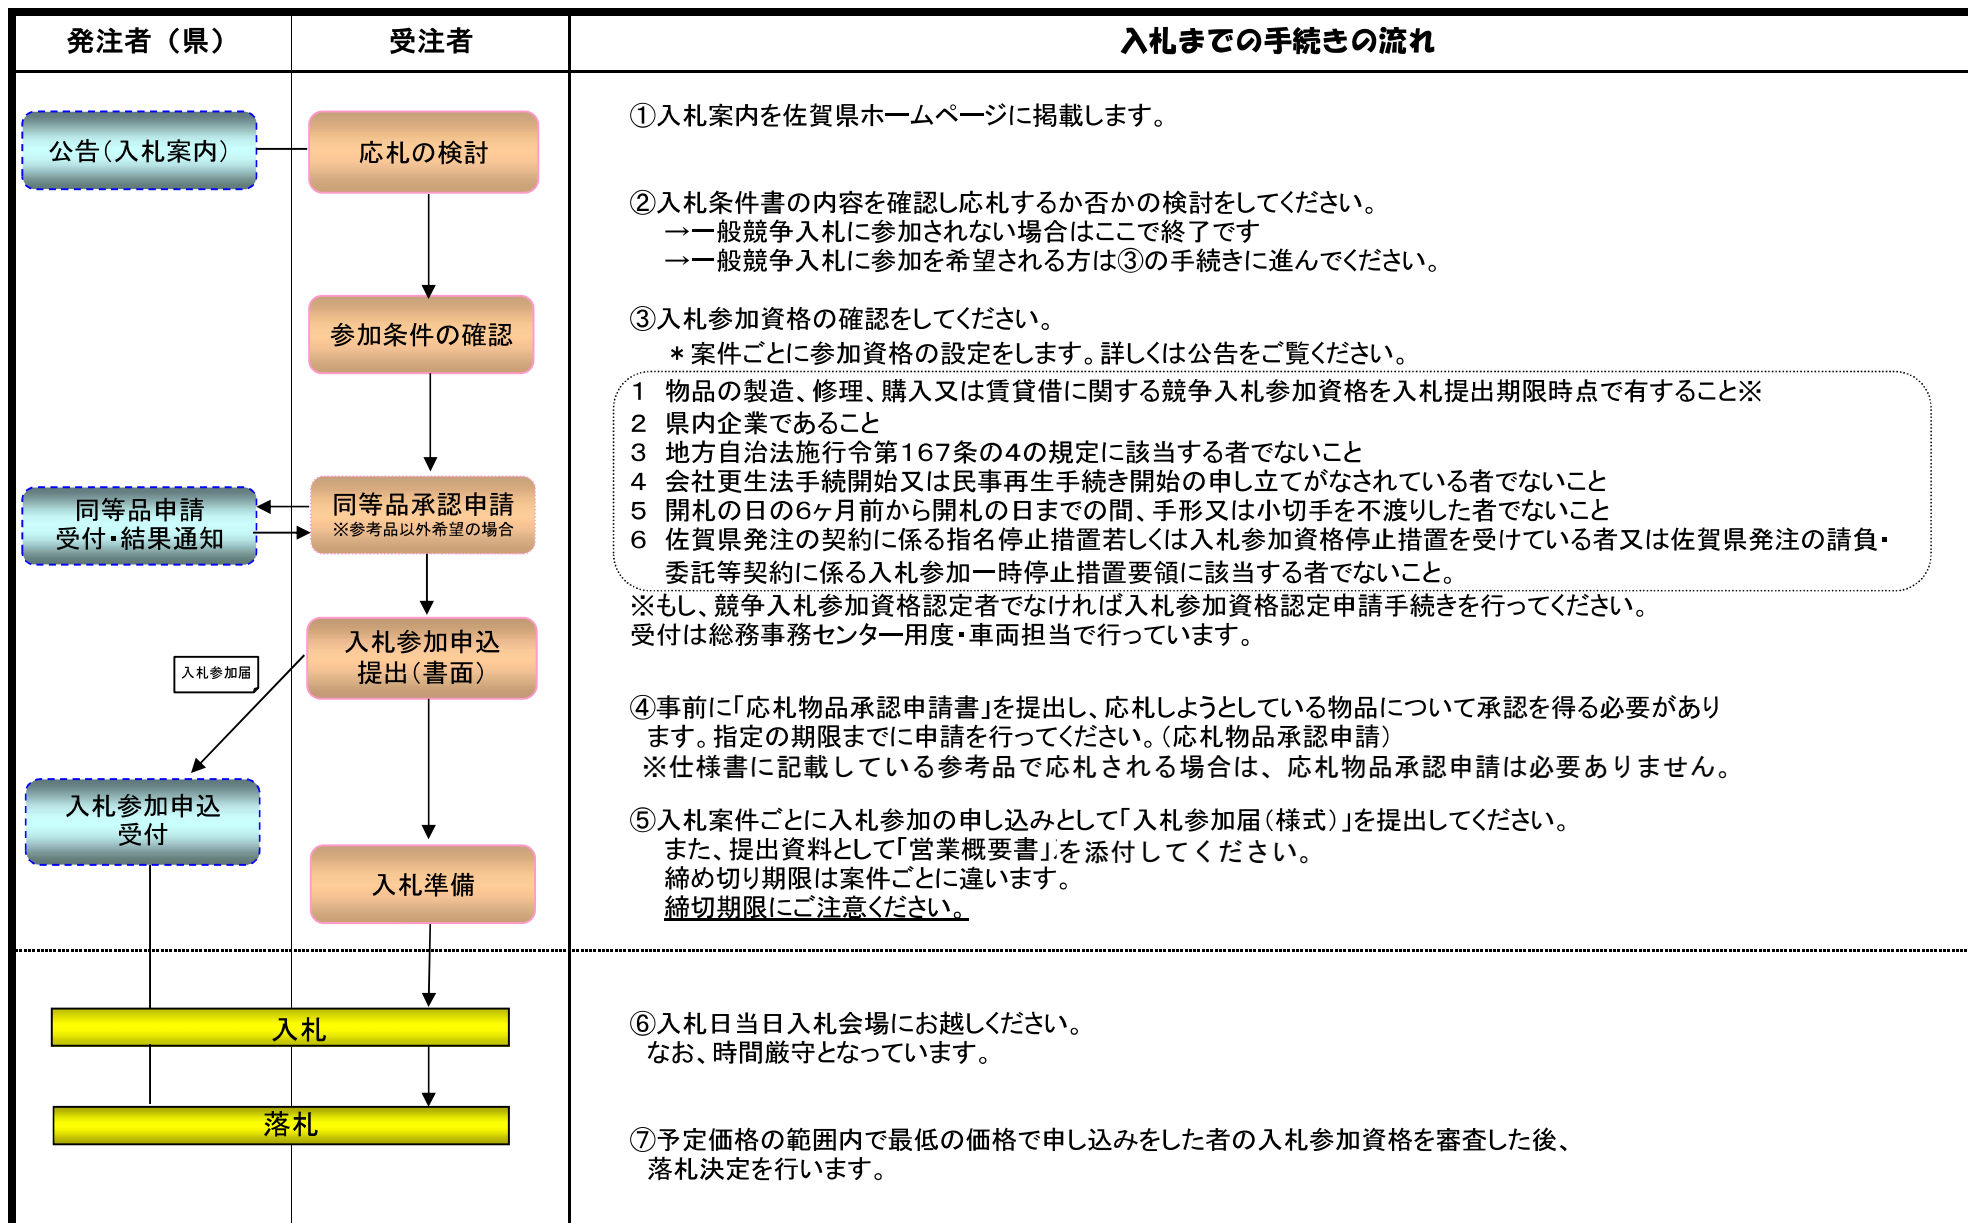 発注者（県）
受注者
入札までの手続きの流れ
公告（入札案内）
応札の検討
参加条件の確認
同等品申請
受付・結果通知
同等品承認申請
※参考品以外希望の場合
入札参加申込
提出（書面）
入札参加届
入札参加申込
受付
入札準備
入札
落札
①入札案内を佐賀県ホームページに掲載します。
②入札条件書の内容を確認し応札するか否かの検討をしてください。
→一般競争入札に参加されない場合はここで終了です
→一般競争入札に参加を希望される方は③の手続きに進んでください。
③入札参加資格の確認をしてください。
＊案件ごとに参加資格の設定をします。詳しくは公告をご覧ください。
１　物品の製造、修理、購入又は賃貸借に関する競争入札参加資格を入札提出期限時点で有すること※
２　県内企業であること
３　地方自治法施行令第１６７条の４の規定に該当する者でないこと
４　会社更生法手続開始又は民事再生手続き開始の申し立てがなされている者でないこと
５　開札の日の６ヶ月前から開札の日までの間、手形又は小切手を不渡りした者でないこと
６　佐賀県発注の契約に係る指名停止措置若しくは入札参加資格停止措置を受けている者又は佐賀県発注の請負・
委託等契約に係る入札参加一時停止措置要領に該当する者でないこと。
※もし、競争入札参加資格認定者でなければ入札参加資格認定申請手続きを行ってください。
受付は総務事務センター用度・車両担当で行っています。
④事前に「応札物品承認申請書」を提出し、応札しようとしている物品について承認を得る必要があり
ます。指定の期限までに申請を行ってください。（応札物品承認申請）
※仕様書に記載している参考品で応札される場合は、応札物品承認申請は必要ありません。
⑤入札案件ごとに入札参加の申し込みとして「入札参加届（様式）」を提出してください。
また、提出資料として「営業概要書」を添付してください。
締め切り期限は案件ごとに違います。
締切期限にご注意ください。
⑥入札日当日入札会場にお越しください。
なお、時間厳守となっています。
⑦予定価格の範囲内で最低の価格で申し込みをした者の入札参加資格を審査した後、
落札決定を行います。